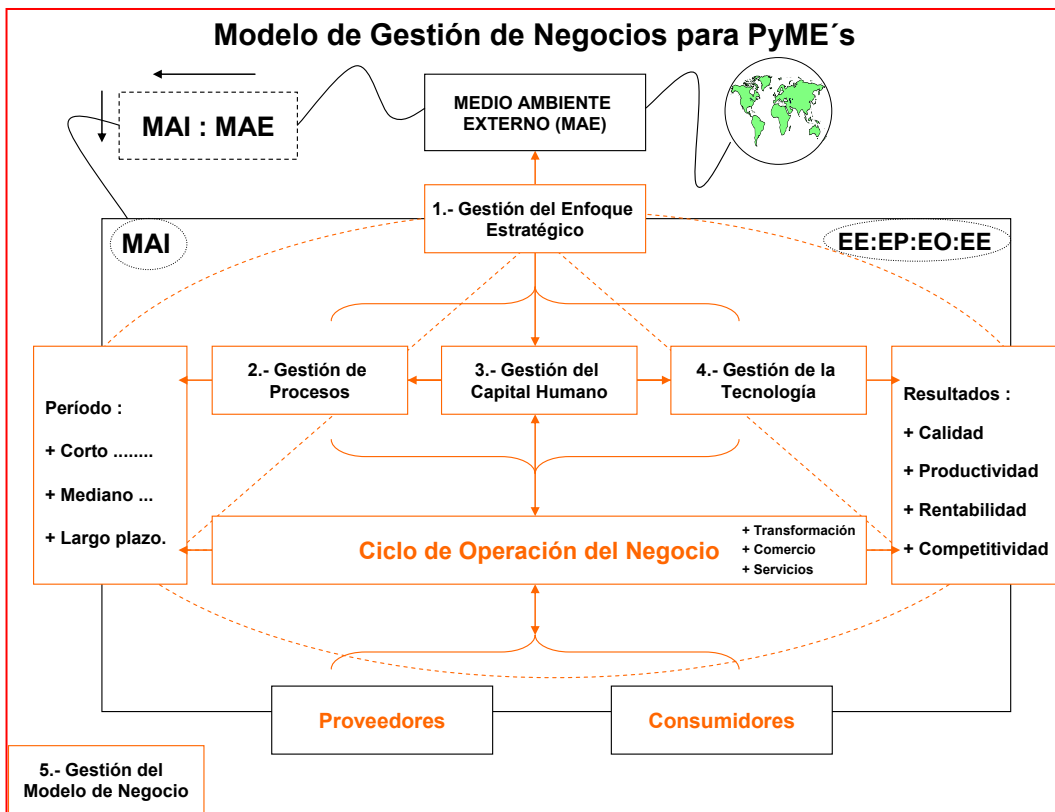 Modelo de Gestión de Negocios para PyME´s
MAI : MAE
MEDIO AMBIENTE
EXTERNO (MAE)
1.- Gestión del Enfoque
Estratégico
MAI
EE:EP:EO:EE
2.- Gestión de
Procesos
3.- Gestión del
Capital Humano
4.- Gestión de la
Tecnología
Período :
+ Corto ........
+ Mediano ...
+ Largo plazo.
Resultados :
+ Calidad
+ Productividad
+ Rentabilidad
+ Competitividad
Ciclo de Operación del Negocio
+ Transformación
+ Comercio
+ Servicios
Proveedores
Consumidores
5.- Gestión del
Modelo de Negocio